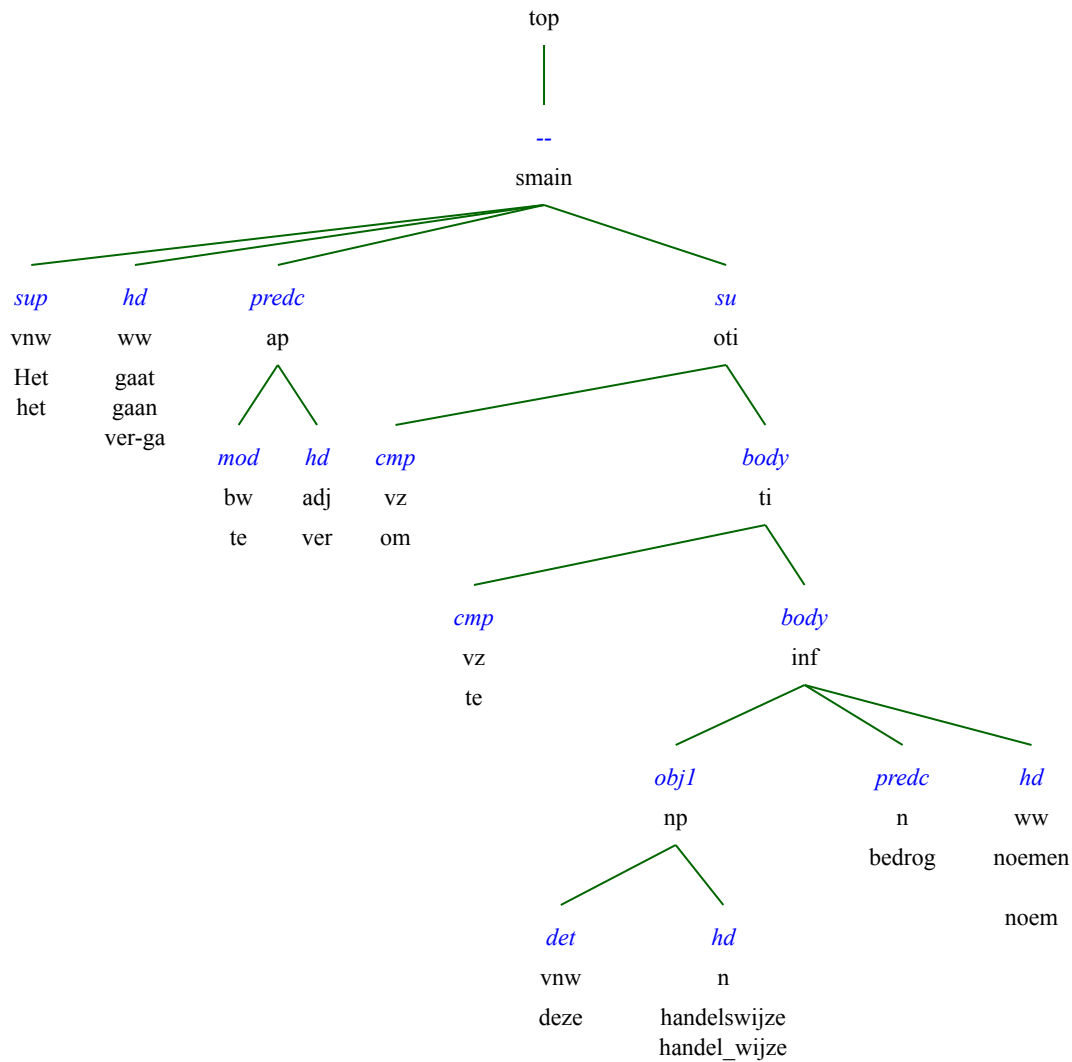 top
--
smain
sup hd predc su
vnw ww ap oti
Het gaat
het gaan
ver-ga
mod hd cmp body
bw adj vz ti
te ver om
cmp body
vz inf
te
obj1 predc hd
np n ww
bedrog noemen
noem
det hd
vnw n
deze handelswijze
handel_wijze